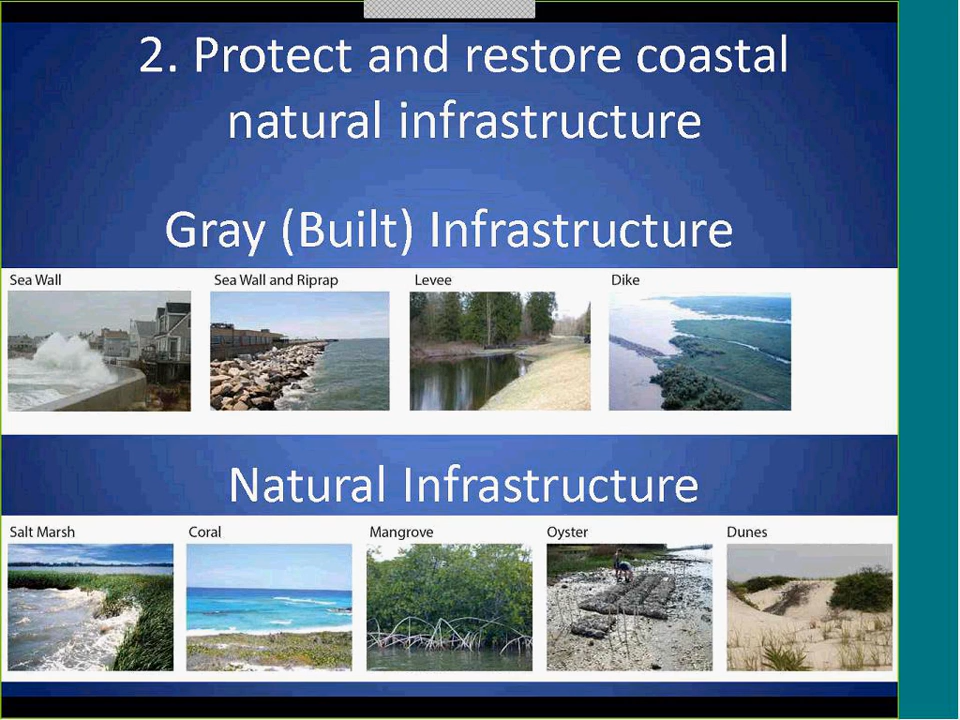 2. Protect and restore coastal
natural infrastructure
Gray (Built) Infrastructure
Sea Wall
Sea Wall and Riprap
Levee
Dike
Natural Infrastructure
Salt Marsh
Coral
Mangrove
Oyster
Dunes